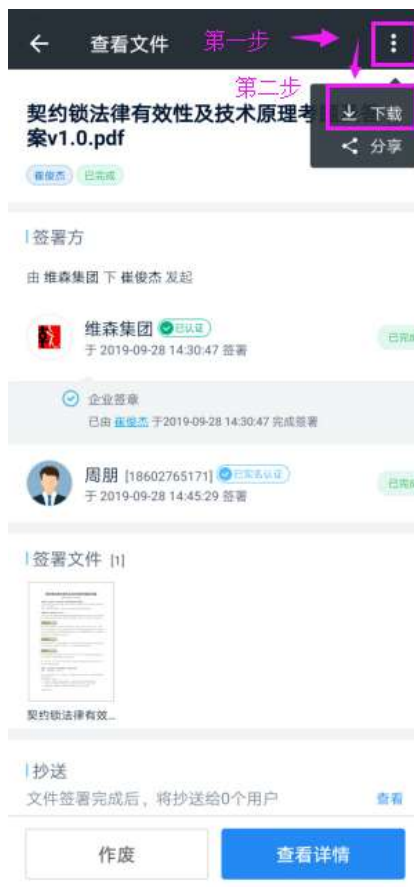 查看文件
第一步
第二步
下载
分享
契约锁法律有效性及技术原理考
案v1.0.pdf
崔俊杰 已完成
签署方
由 维森集团 下 崔俊杰 发起
维森集团 已认证
于 2019-09-28 14:30:47 签署
已完成
企业签章
已由 崔俊杰 于2019-09-28 14:30:47 完成签署
周朋 [18602765171] 已实名认证
于 2019-09-28 14:45:29 签署
已完成
签署文件 [1]
契约锁法律有效...
抄送
文件签署完成后，将抄送给0个用户 查看
作废 查看详情